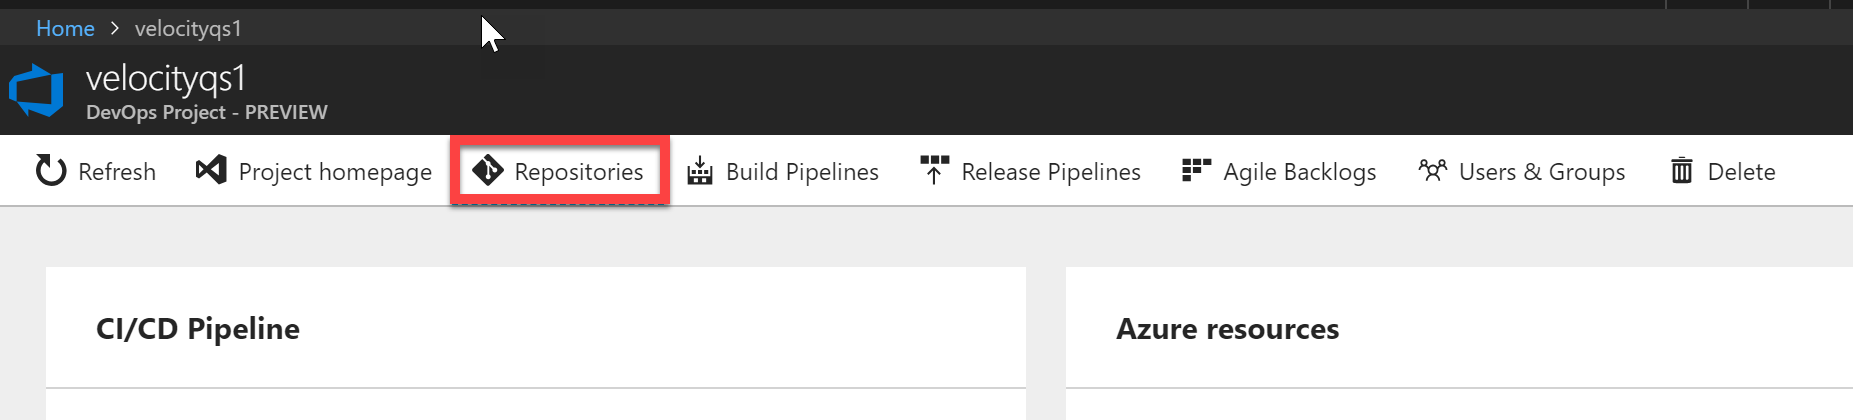 Home > velocityqs1
velocityqs1
DevOps Project - PREVIEW
Refresh Project homepage Repositories Build Pipelines Release Pipelines Agile Backlogs Users & Groups Delete
CI/CD Pipeline
Azure resources